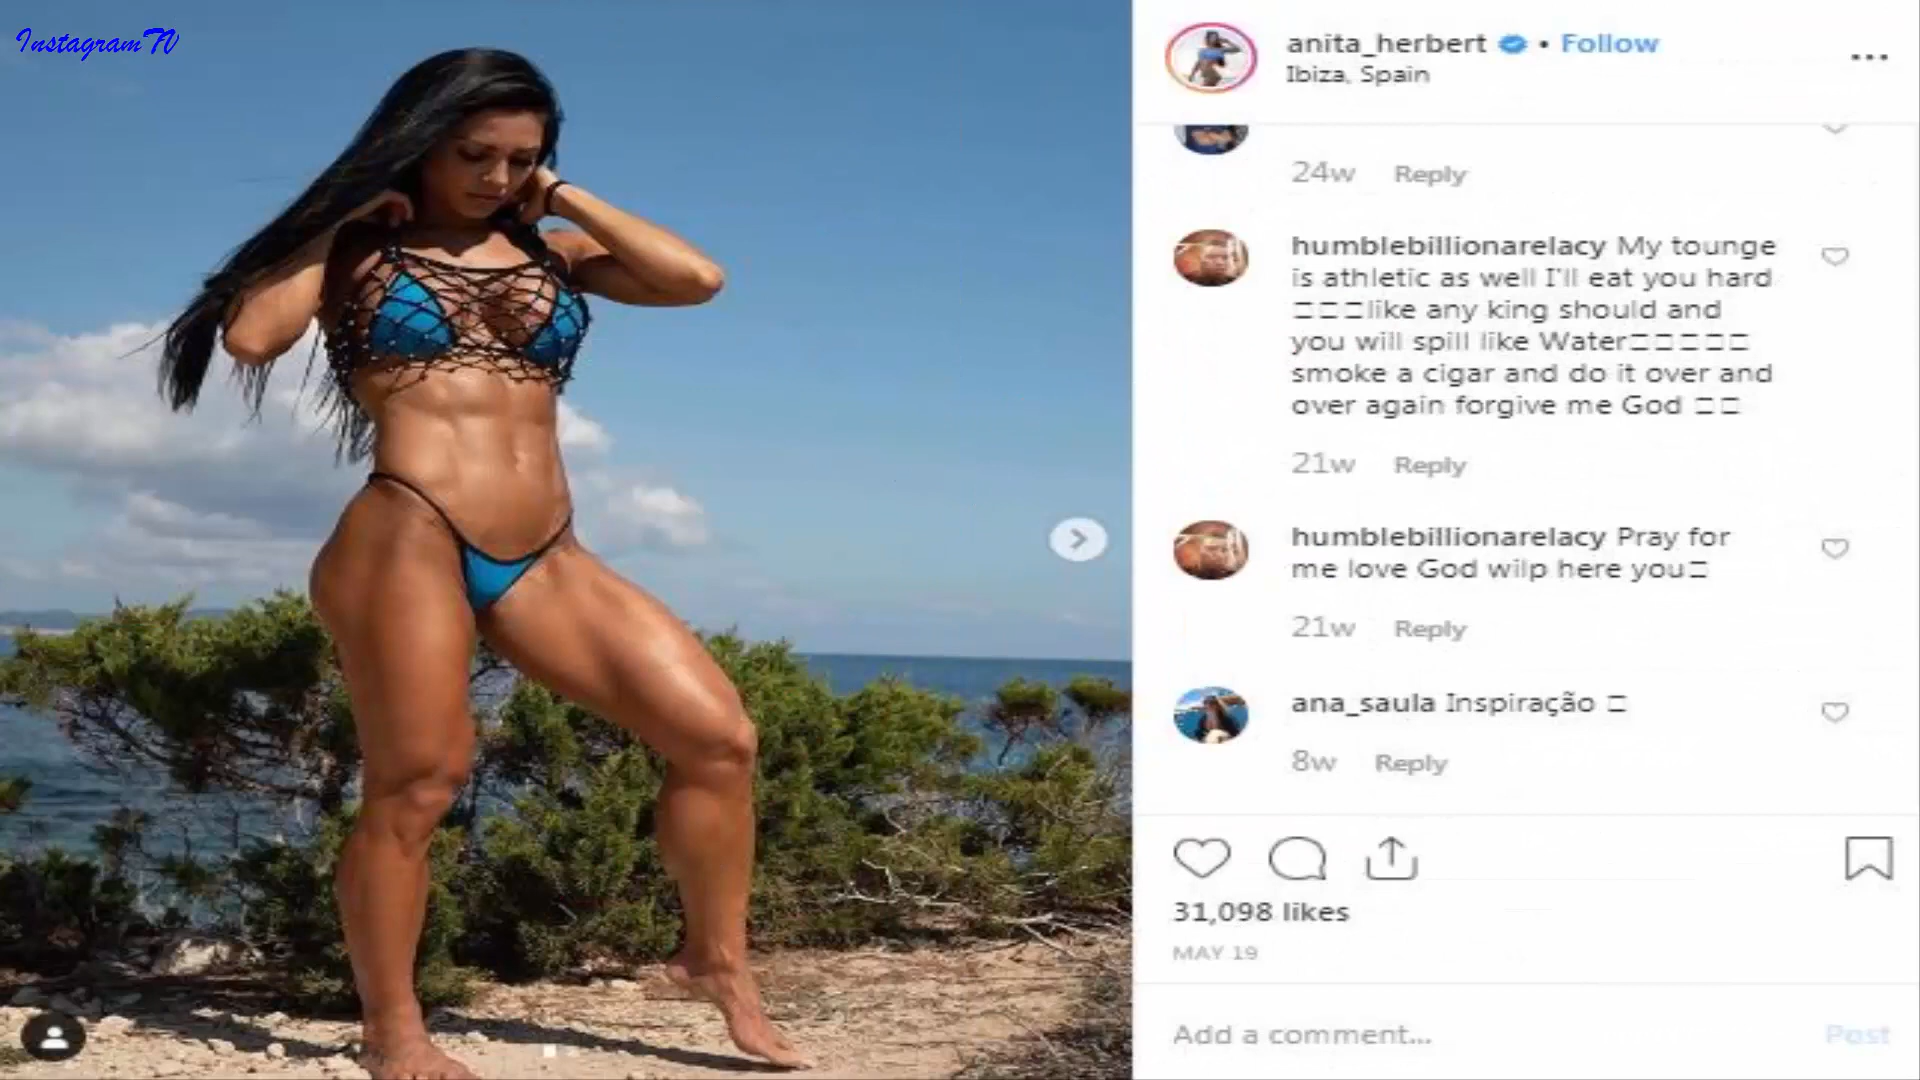 InstagramTV
anita_herbert • Follow
Ibiza, Spain
24w Reply
humblebillionarelacy My tounge
is athletic as well I'll eat you hard
□□□like any king should and
you will spill like Water□□□□□
smoke a cigar and do it over and
over again forgive me God □□
21w Reply
humblebillionarelacy Pray for
me love God wilp here you□
21w Reply
ana_saula Inspiração □
8w Reply
31,098 likes
MAY 19
Add a comment... Post